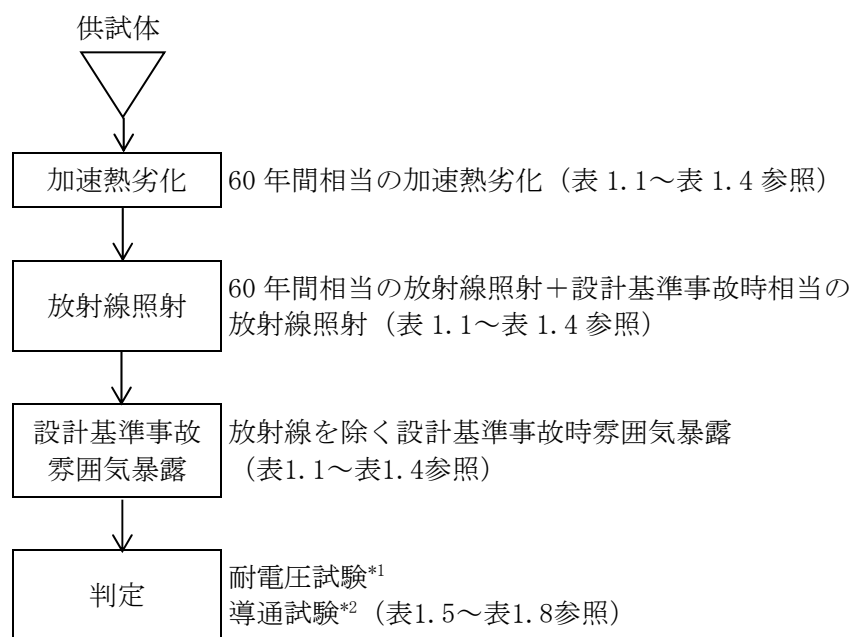 供試体
加速熱劣化
60 年間相当の加速熱劣化（表 1.1～表 1.4 参照）
放射線照射
60 年間相当の放射線照射＋設計基準事故時相当の
放射線照射（表 1.1～表 1.4 参照）
設計基準事故
雰囲気暴露
放射線を除く設計基準事故時雰囲気暴露
（表1.1～表1.4参照）
判定
耐電圧試験*1
導通試験*2（表1.5～表1.8参照）